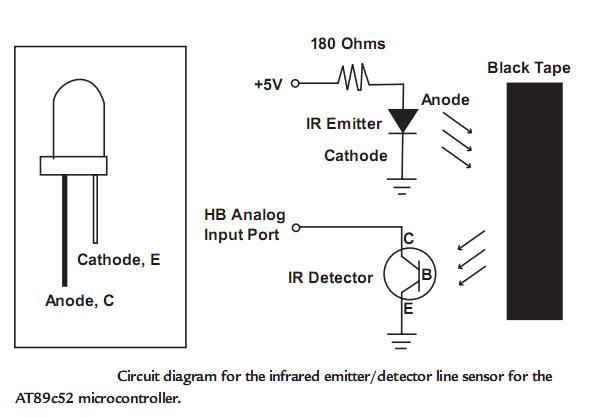 180 Ohms
Black Tape
+5V
Anode
IR Emitter
Cathode
HB Analog
Input Port
C
IR Detector
B
E
Cathode, E
Anode, C
Circuit diagram for the infrared emitter/detector line sensor for the
AT89c52 microcontroller.